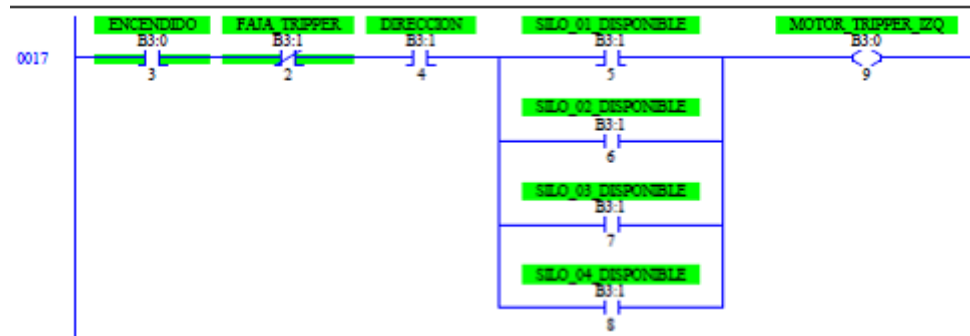 ENCENDIDO FAJA_TRIPPER DIRECCION SILO_01_DISPONIBLE MOTOR_TRIPPER_IZQ
B3:0 B3:1 B3:1 B3:1 B3:0
0017
3 2 4 5 9
SILO_02_DISPONIBLE
B3:1
6
SILO_03_DISPONIBLE
B3:1
7
SILO_04_DISPONIBLE
B3:1
8